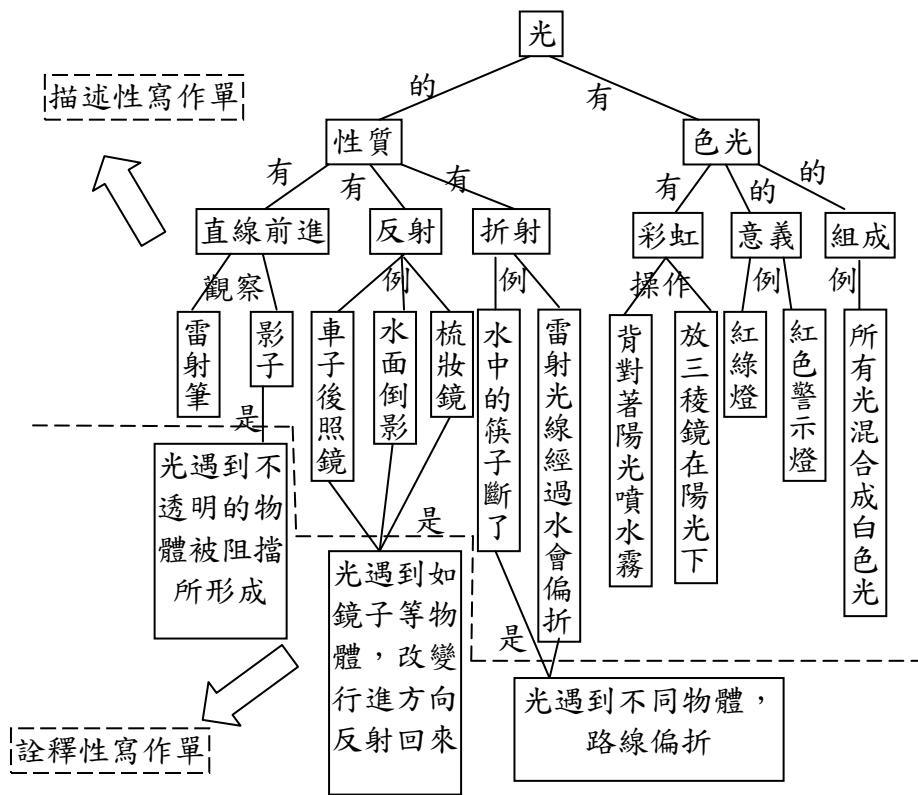 光
描述性寫作單
的
有
性質
色光
有
有
有
有
的
的
直線前進
反射
折射
彩虹
意義
組成
觀察
例
例
操作
例
例
雷射筆
影子
車子後照鏡
水面倒影
梳妝鏡
水中的筷子斷了
雷射光線經過水會偏折
背對著陽光噴水霧
放三稜鏡在陽光下
紅綠燈
紅色警示燈
所有光混合成白色光
是
光遇到不
透明的物
體被阻擋
所形成
是
光遇到如
鏡子等物
體，改變
行進方向
反射回來
是
光遇到不同物體，
路線偏折
詮釋性寫作單